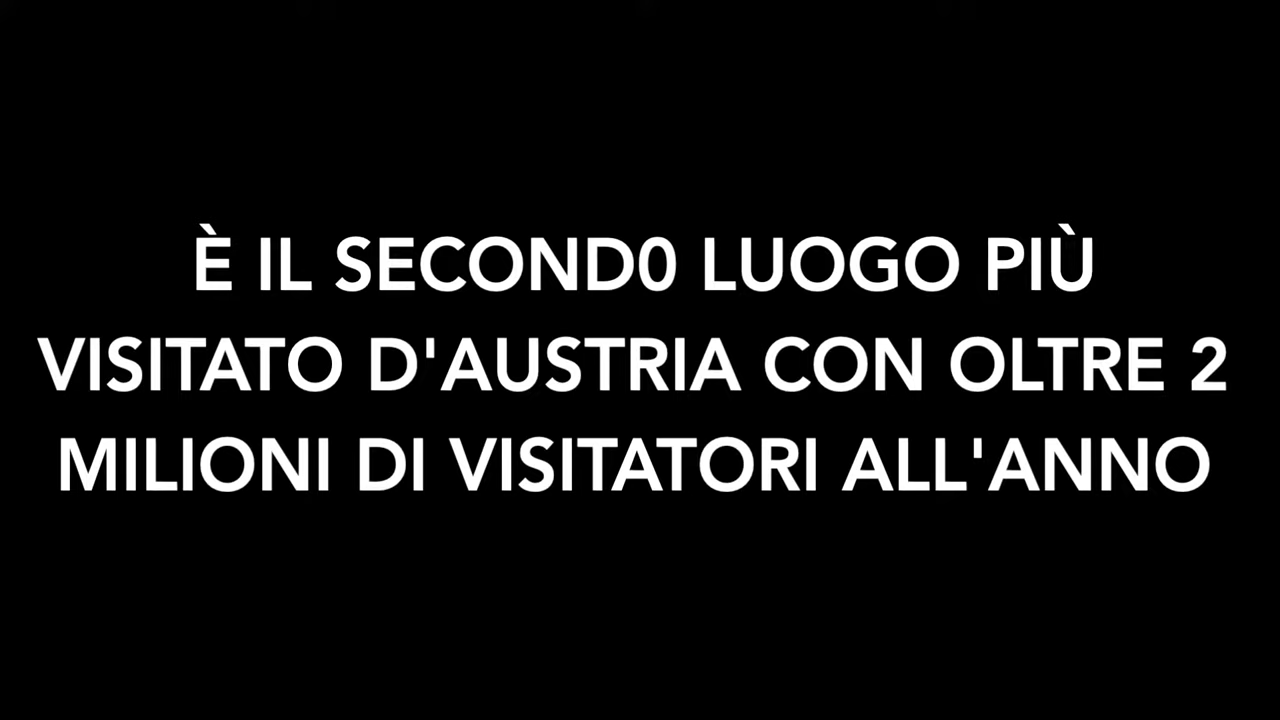 È IL SECOND0 LUOGO PIÙ
VISITATO D'AUSTRIA CON OLTRE 2
MILIONI DI VISITATORI ALL'ANNO